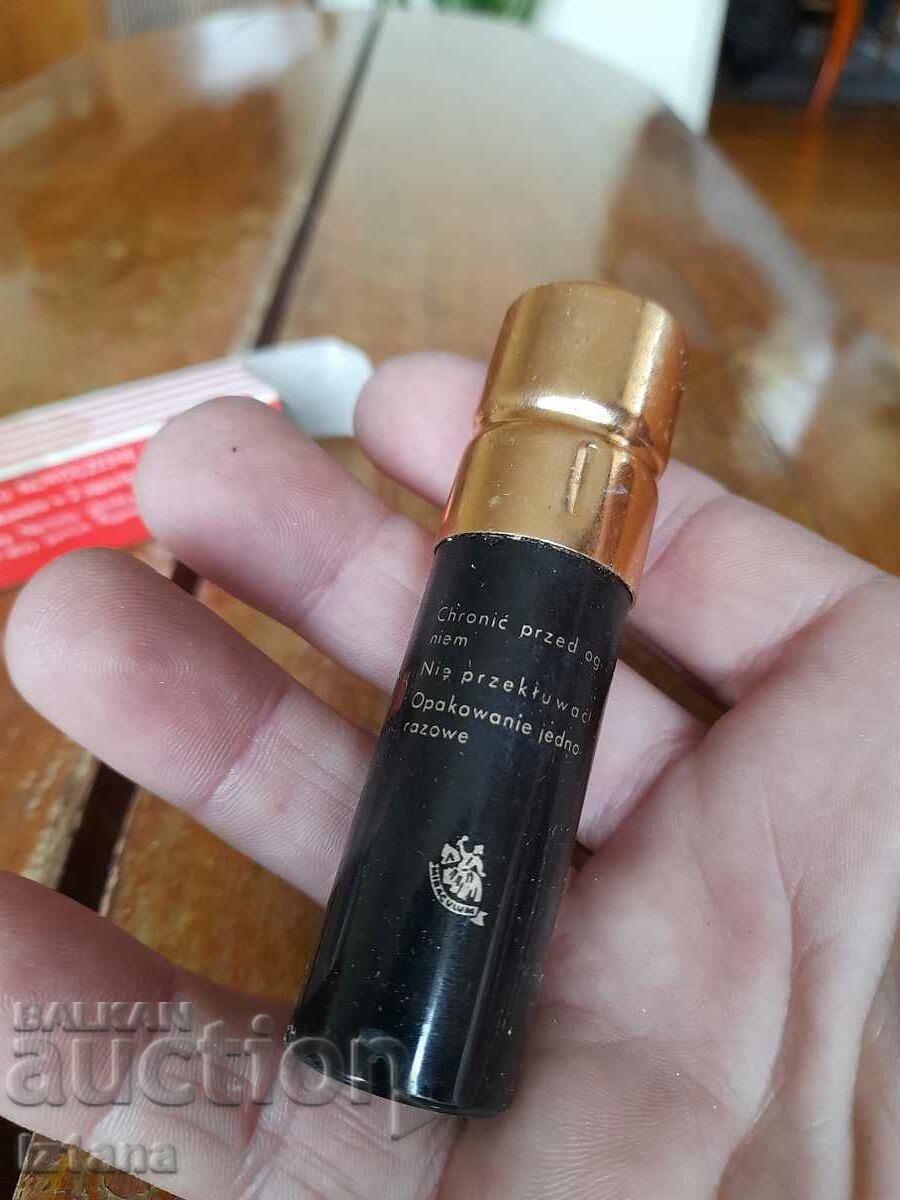 Chronić przed og-
niem
Nie przekłuwać!
Opakowanie jedno-
razowe
MIRACULUM
BALKAN
auction
Iztana